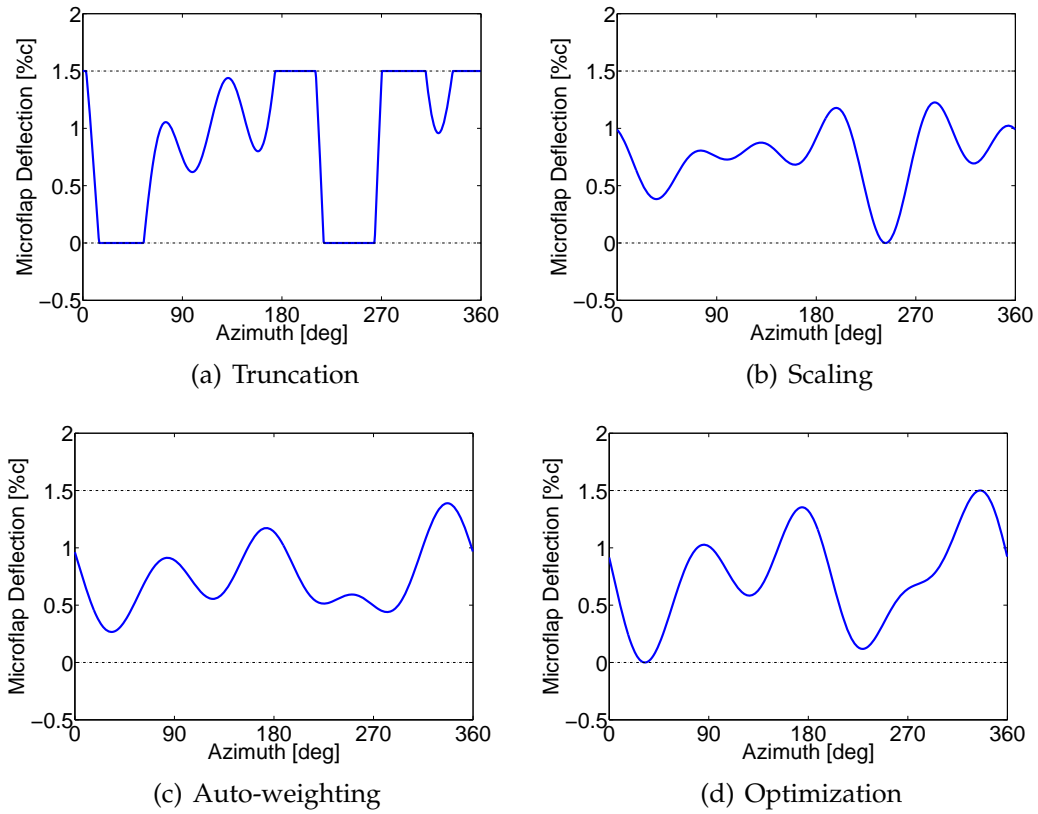 2
1.5
1
0.5
0
−0.5
Microflap Deflection [%c]
0 90 180 270 360
Azimuth [deg]
(a) Truncation
2
1.5
1
0.5
0
−0.5
Microflap Deflection [%c]
0 90 180 270 360
Azimuth [deg]
(b) Scaling
2
1.5
1
0.5
0
−0.5
Microflap Deflection [%c]
0 90 180 270 360
Azimuth [deg]
(c) Auto-weighting
2
1.5
1
0.5
0
−0.5
Microflap Deflection [%c]
0 90 180 270 360
Azimuth [deg]
(d) Optimization